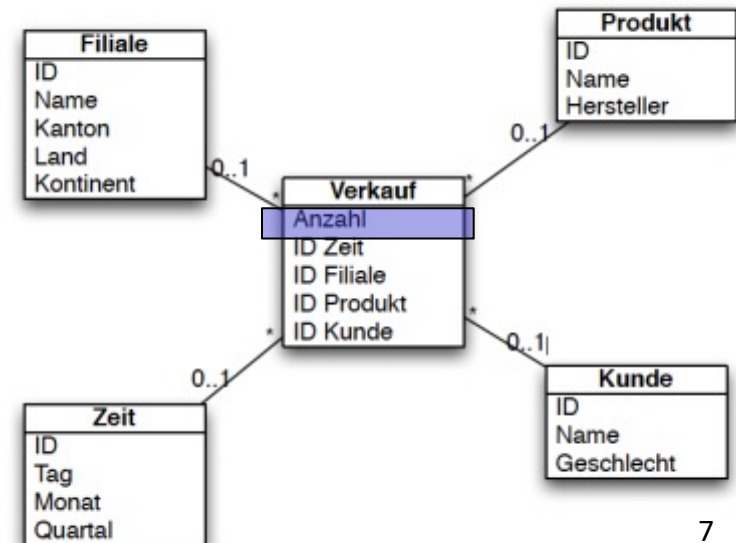 Filiale
ID
Name
Kanton
Land
Kontinent
0..1
*
Produkt
ID
Name
Hersteller
0..1
*
Verkauf
Anzahl
ID Zeit
ID Filiale
ID Produkt
ID Kunde
*
0..1
*
0..1
Zeit
ID
Tag
Monat
Quartal
Kunde
ID
Name
Geschlecht
7